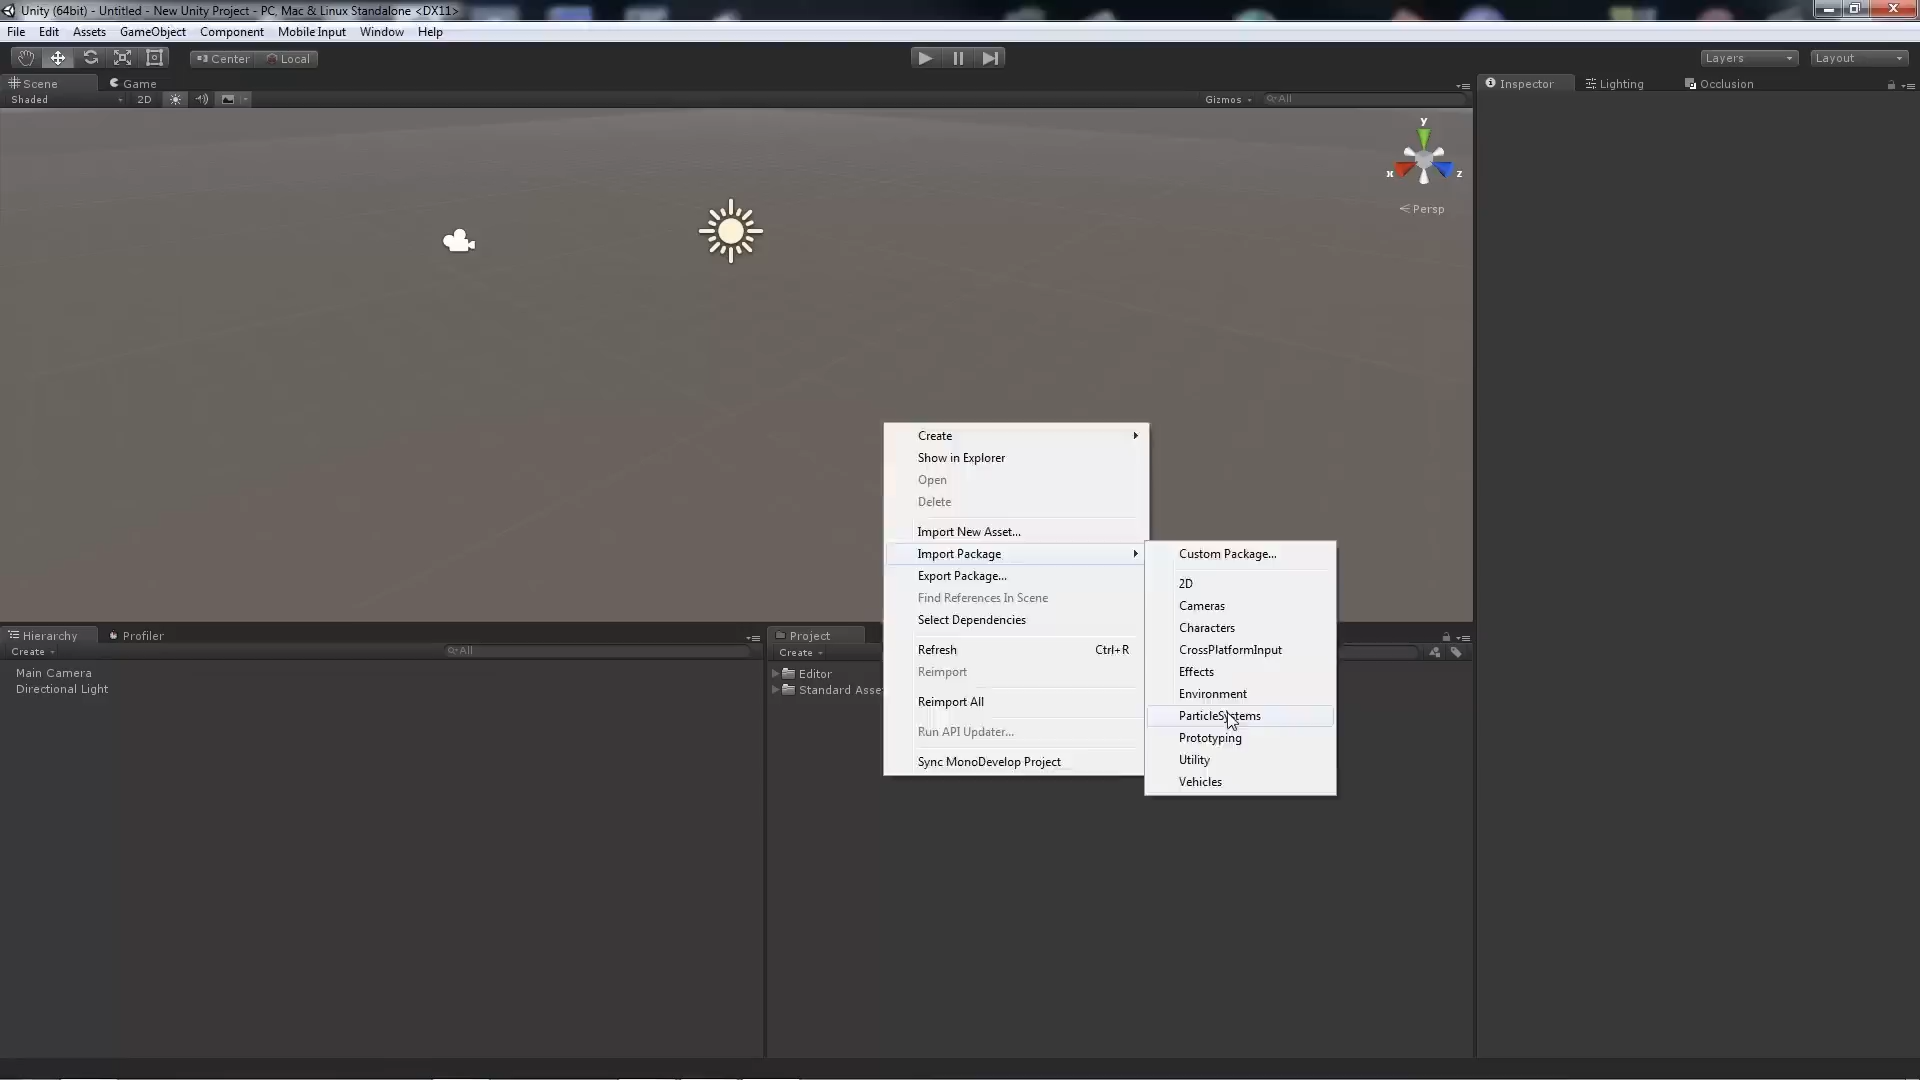 Unity (64bit) - Untitled - New Unity Project - PC, Mac & Linux Standalone <DX11>
File Edit Assets GameObject Component Mobile Input Window Help
Center Local Layers Layout
Scene Game Inspector Lighting Occlusion
Shaded 2D Gizmos All
y
x z
Persp
Create
Show in Explorer
Open
Delete
Import New Asset...
Import Package
Export Package...
Find References In Scene
Select Dependencies
Refresh Ctrl+R
Reimport
Reimport All
Run API Updater...
Sync MonoDevelop Project
Custom Package...
2D
Cameras
Characters
CrossPlatformInput
Effects
Environment
ParticleSystems
Prototyping
Utility
Vehicles
Hierarchy Profiler
Create All
Main Camera
Directional Light
Project
Create
Editor
Standard Asse